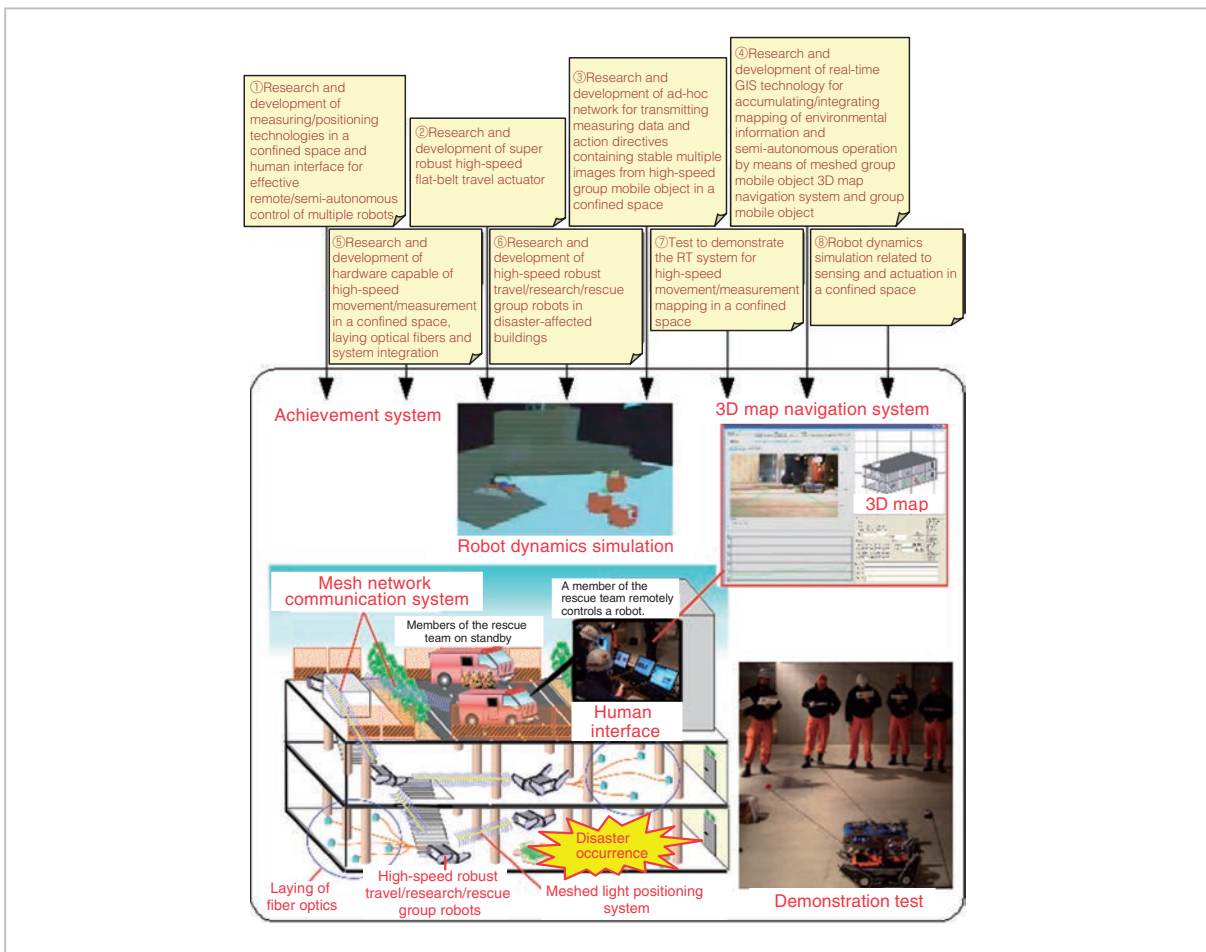 ①Research and
development of
measuring/positioning
technologies in a
confined space and
human interface for
effective
remote/semi-autonomous
control of multiple robots
②Research and
development of super
robust high-speed
flat-belt travel actuator
③Research and
development of ad-hoc
network for transmitting
measuring data and
action directives
containing stable multiple
images from high-speed
group mobile object in a
confined space
④Research and
development of real-time
GIS technology for
accumulating/integrating
mapping of environmental
information and
semi-autonomous operation
by means of meshed group
mobile object 3D map
navigation system and group
mobile object
⑤Research and
development of
hardware capable of
high-speed
movement/measurement
in a confined space,
laying optical fibers and
system integration
⑥Research and
development of
high-speed robust
travel/research/rescue
group robots in
disaster-affected
buildings
⑦Test to demonstrate
the RT system for
high-speed
movement/measurement
mapping in a confined
space
⑧Robot dynamics
simulation related to
sensing and actuation in
a confined space
Achievement system
3D map navigation system
3D map
Robot dynamics simulation
Mesh network
communication system
A member of the
rescue team remotely
controls a robot.
Members of the rescue
team on standby
Human
interface
Disaster
occurrence
Laying of
fiber optics
High-speed robust
travel/research/rescue
group robots
Meshed light positioning
system
Demonstration test